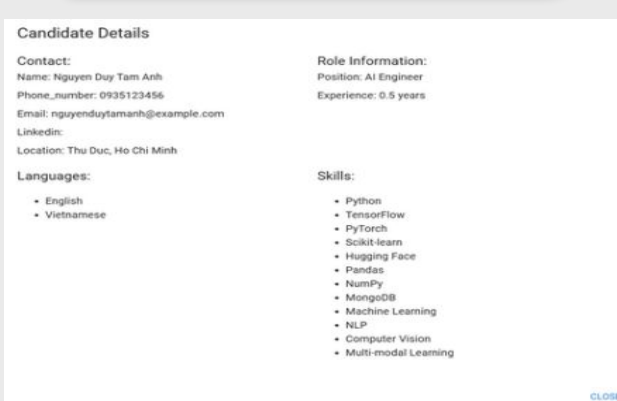 Candidate Details
Contact:
Name: Nguyen Duy Tam Anh
Phone_number: 0935123456
Email: nguyenduytamanh@example.com
Linkedin:
Location: Thu Duc, Ho Chi Minh
Role Information:
Position: AI Engineer
Experience: 0.5 years
Languages:
• English
• Vietnamese
Skills:
• Python
• TensorFlow
• PyTorch
• Scikit-learn
• Hugging Face
• Pandas
• NumPy
• MongoDB
• Machine Learning
• NLP
• Computer Vision
• Multi-modal Learning
CLOSE